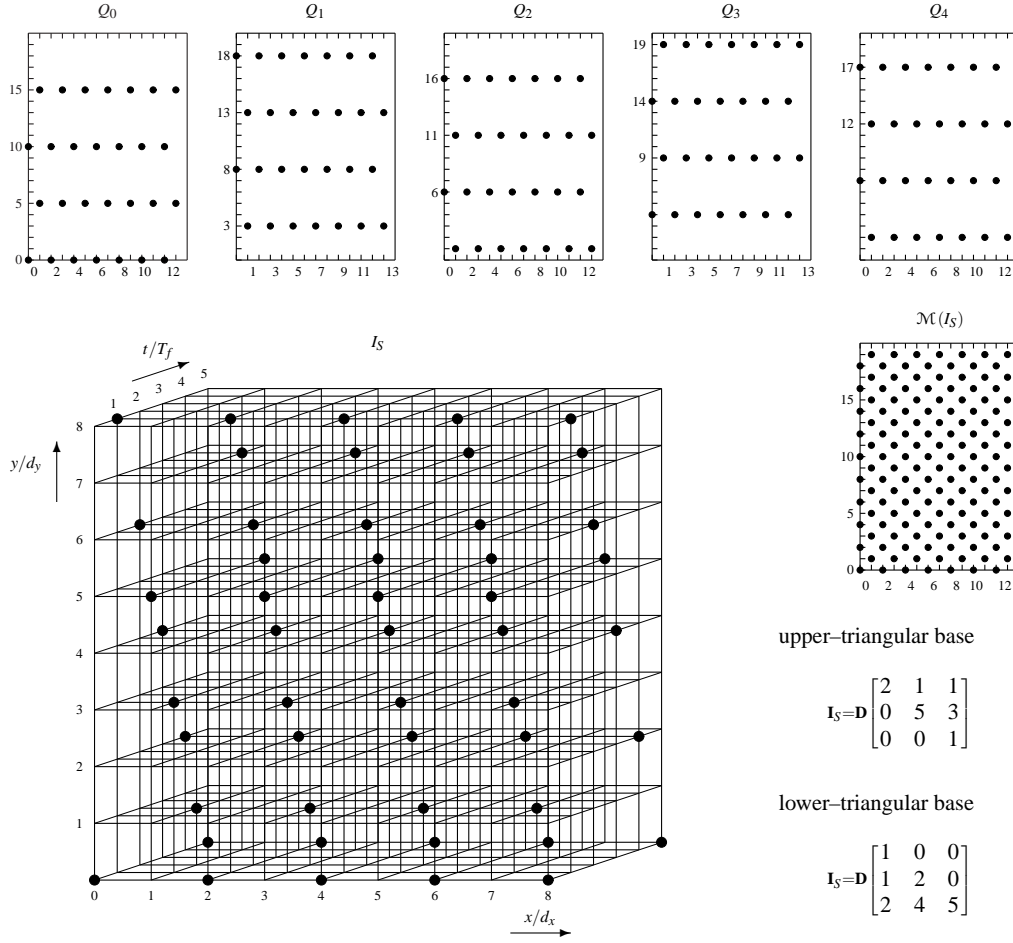 Q0 Q1 Q2 Q3 Q4
15
10
5
0
0 2 4 6 8 10 12
18
13
8
3
1 3 5 7 9 11 13
16
11
6
0 2 4 6 8 10 12
19
14
9
1 3 5 7 9 11 13
17
12
0 2 4 6 8 10 12
t/Tf
1 2 3 4 5
IS
y/dy
8
7
6
5
4
3
2
1
0 1 2 3 4 5 6 7 8
x/dx
M(IS)
15
10
5
0
0 2 4 6 8 10 12
upper–triangular base
IS=D [2 1 1
0 5 3
0 0 1]
lower–triangular base
IS=D [1 0 0
1 2 0
2 4 5]